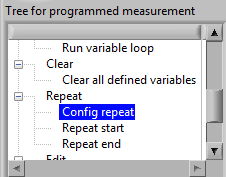 Tree for programmed measurement
Run variable loop
Clear
Clear all defined variables
Repeat
Config repeat
Repeat start
Repeat end
Edit